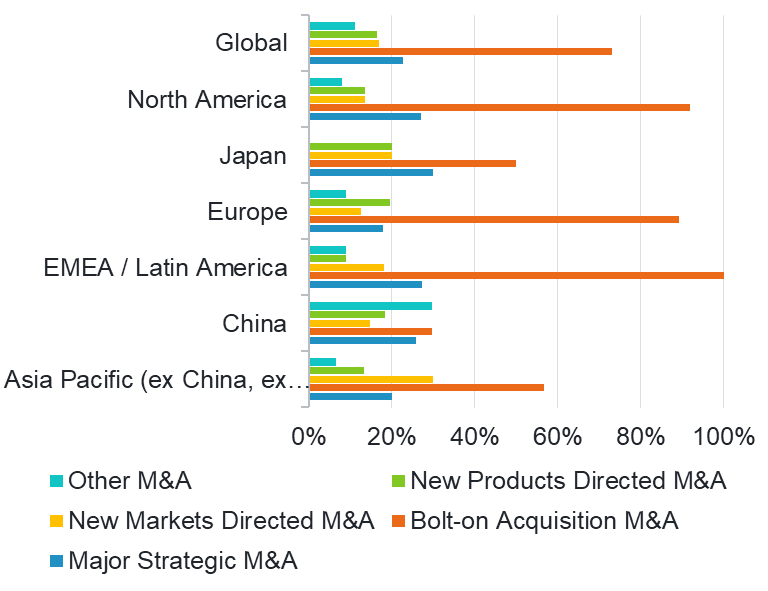 Global
North America
Japan
Europe
EMEA / Latin America
China
Asia Pacific (ex China, ex…
0% 20% 40% 60% 80% 100%
Other M&A New Products Directed M&A
New Markets Directed M&A Bolt-on Acquisition M&A
Major Strategic M&A